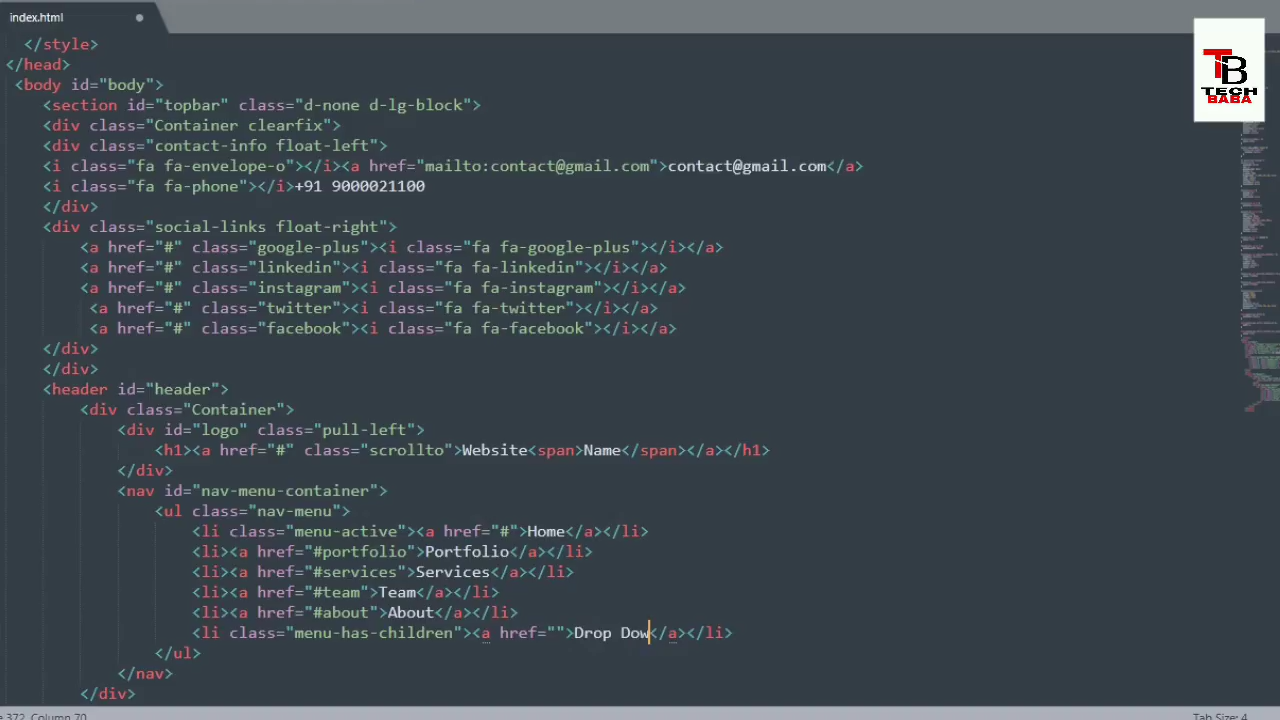 index.html
</style>
</head>
<body id="body">
<section id="topbar" class="d-none d-lg-block">
<div class="Container clearfix">
<div class="contact-info float-left">
<i class="fa fa-envelope-o"></i><a href="mailto:contact@gmail.com">contact@gmail.com</a>
<i class="fa fa-phone"></i>+91 9000021100
</div>
<div class="social-links float-right">
<a href="#" class="google-plus"><i class="fa fa-google-plus"></i></a>
<a href="#" class="linkedin"><i class="fa fa-linkedin"></i></a>
<a href="#" class="instagram"><i class="fa fa-instagram"></i></a>
<a href="#" class="twitter"><i class="fa fa-twitter"></i></a>
<a href="#" class="facebook"><i class="fa fa-facebook"></i></a>
</div>
</div>
<header id="header">
<div class="Container">
<div id="logo" class="pull-left">
<h1><a href="#" class="scrollto">Website<span>Name</span></a></h1>
</div>
<nav id="nav-menu-container">
<ul class="nav-menu">
<li class="menu-active"><a href="#">Home</a></li>
<li><a href="#portfolio">Portfolio</a></li>
<li><a href="#services">Services</a></li>
<li><a href="#team">Team</a></li>
<li><a href="#about">About</a></li>
<li class="menu-has-children"><a href="">Drop Dow</a></li>
</ul>
</nav>
</div>
372, Column 70
Tab Size: 4
TB
TECH
BABA